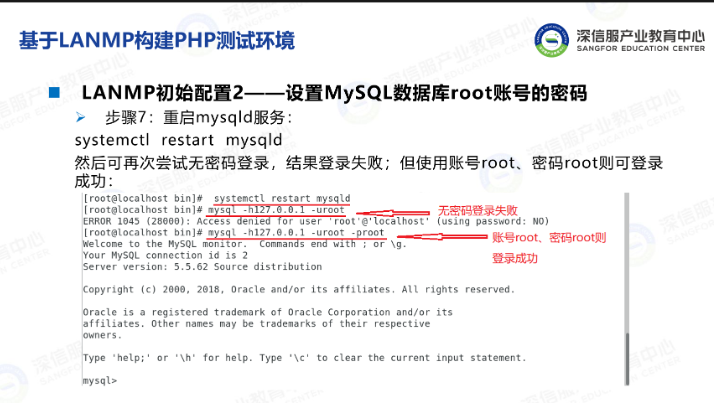 基于LANMP构建PHP测试环境
深信服产业教育中心
SANGFOR EDUCATION CENTER
LANMP初始配置2——设置MySQL数据库root账号的密码
步骤7：重启mysqld服务：
systemctl restart mysqld
然后可再次尝试无密码登录，结果登录失败；但使用账号root、密码root则可登录
成功：
[root@localhost bin]# systemctl restart mysqld
[root@localhost bin]# mysql -h127.0.0.1 -uroot
无密码登录失败
ERROR 1045 (28000): Access denied for user 'root'@'localhost' (using password: NO)
[root@localhost bin]# mysql -h127.0.0.1 -uroot -proot
账号root、密码root则
登录成功
Welcome to the MySQL monitor.  Commands end with ; or \g.
Your MySQL connection id is 2
Server version: 5.5.62 Source distribution
Copyright (c) 2000, 2018, Oracle and/or its affiliates. All rights reserved.
Oracle is a registered trademark of Oracle Corporation and/or its
affiliates. Other names may be trademarks of their respective
owners.
Type 'help;' or '\h' for help. Type '\c' to clear the current input statement.
mysql>